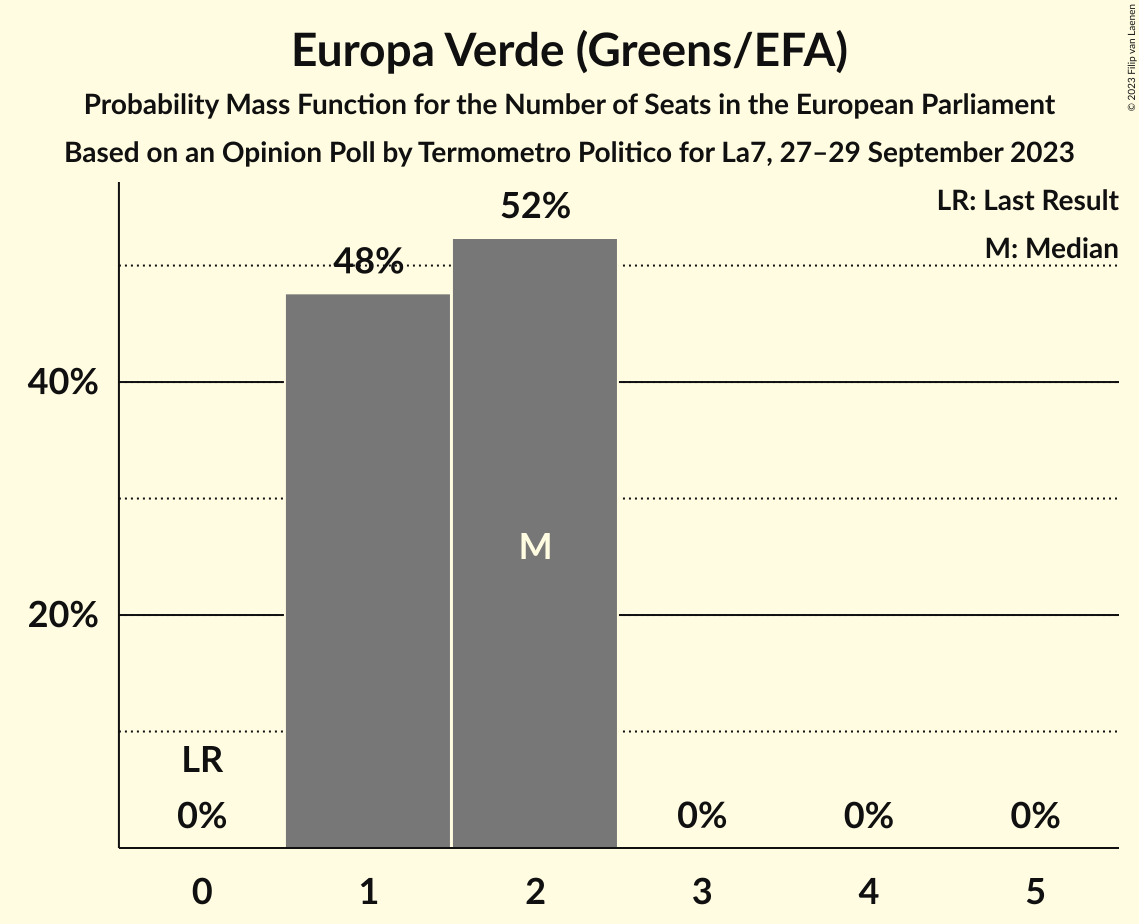 Europa Verde (Greens/EFA)
Probability Mass Function for the Number of Seats in the European Parliament
Based on an Opinion Poll by Termometro Politico for La7, 27–29 September 2023
© 2023 Filip van Laenen
LR: Last Result
M: Median
52%
48%
40%
M
20%
LR
0%
0%
0%
0%
0
1
2
3
4
5